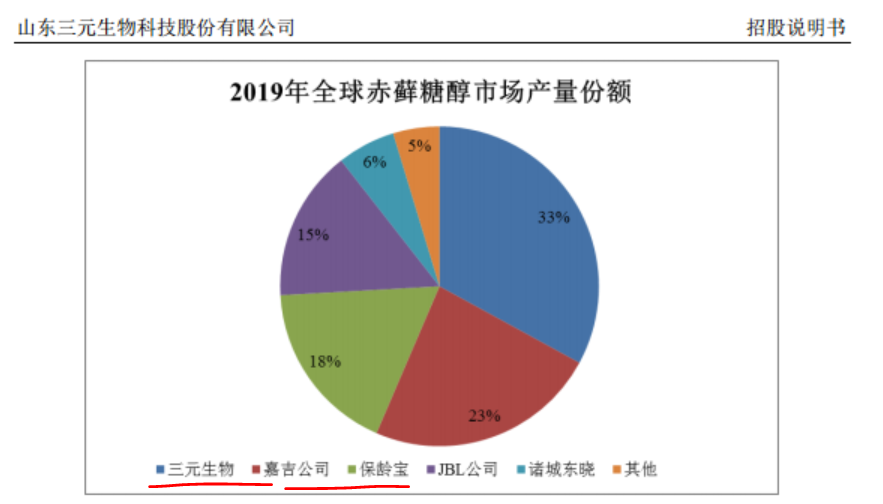 山东三元生物科技股份有限公司 招股说明书
2019年全球赤藓糖醇市场产量份额
5%
6%
33%
15%
18%
23%
三元生物 嘉吉公司 保龄宝 JBL公司 诸城东晓 其他